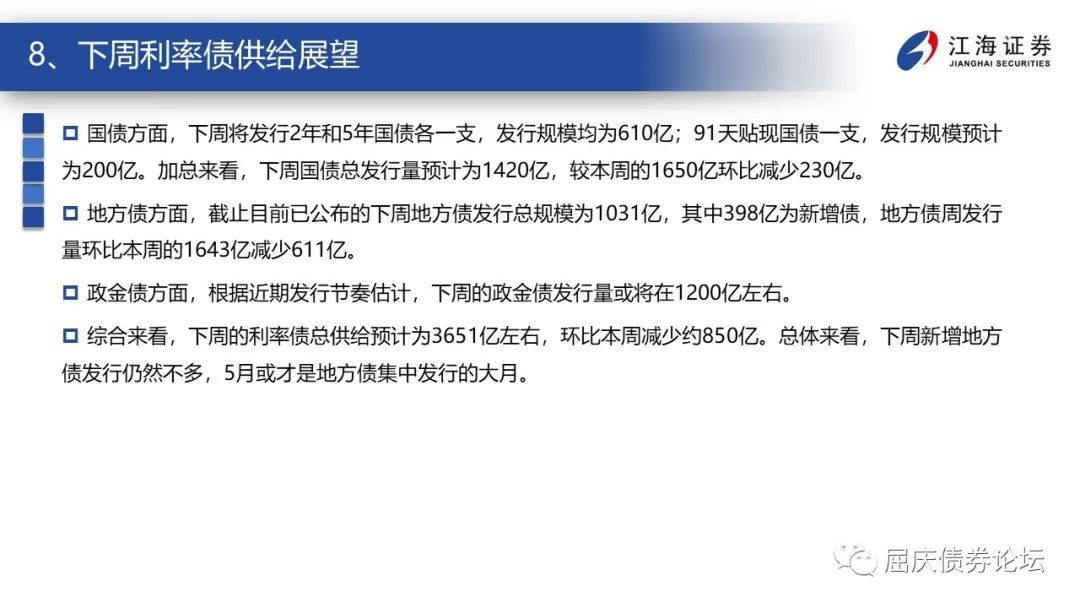 8、下周利率债供给展望
江海证券
JIANGHAI SECURITIES
国债方面，下周将发行2年和5年国债各一支，发行规模均为610亿；91天贴现国债一支，发行规模预计
为200亿。加总来看，下周国债总发行量预计为1420亿，较本周的1650亿环比减少230亿。
地方债方面，截止目前已公布的下周地方债发行总规模为1031亿，其中398亿为新增债，地方债周发行
量环比本周的1643亿减少611亿。
政金债方面，根据近期发行节奏估计，下周的政金债发行量或将在1200亿左右。
综合来看，下周的利率债总供给预计为3651亿左右，环比本周减少约850亿。总体来看，下周新增地方
债发行仍然不多，5月或才是地方债集中发行的大月。
屈庆债券论坛